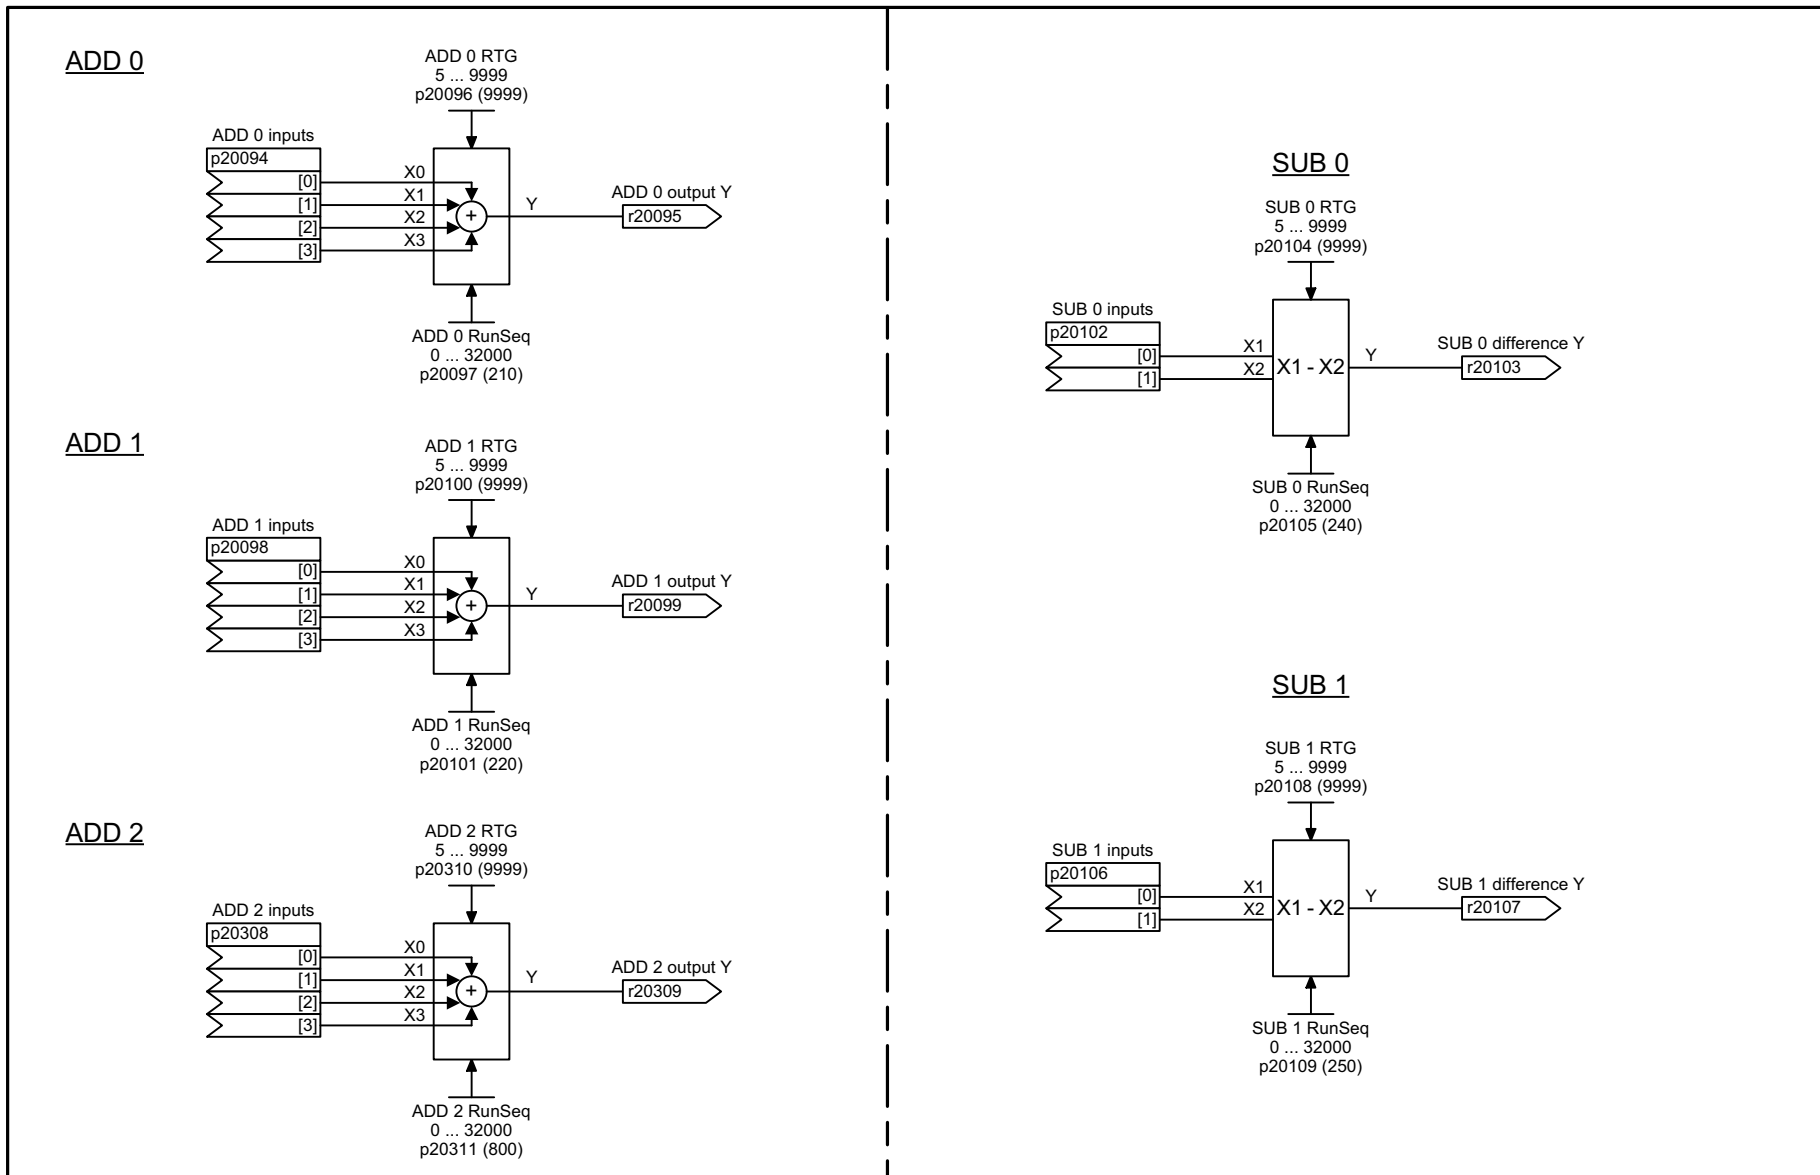 ADD 0
ADD 0 RTG
5 ... 9999
p20096 (9999)
ADD 0 inputs
p20094
[0]
[1]
[2]
[3]
X0
X1
X2
X3
+
Y
ADD 0 output Y
r20095
ADD 0 RunSeq
0 ... 32000
p20097 (210)
ADD 1
ADD 1 RTG
5 ... 9999
p20100 (9999)
ADD 1 inputs
p20098
[0]
[1]
[2]
[3]
X0
X1
X2
X3
+
Y
ADD 1 output Y
r20099
ADD 1 RunSeq
0 ... 32000
p20101 (220)
ADD 2
ADD 2 RTG
5 ... 9999
p20310 (9999)
ADD 2 inputs
p20308
[0]
[1]
[2]
[3]
X0
X1
X2
X3
+
Y
ADD 2 output Y
r20309
ADD 2 RunSeq
0 ... 32000
p20311 (800)
SUB 0
SUB 0 RTG
5 ... 9999
p20104 (9999)
SUB 0 inputs
p20102
[0]
[1]
X1
X2
X1 - X2
Y
SUB 0 difference Y
r20103
SUB 0 RunSeq
0 ... 32000
p20105 (240)
SUB 1
SUB 1 RTG
5 ... 9999
p20108 (9999)
SUB 1 inputs
p20106
[0]
[1]
X1
X2
X1 - X2
Y
SUB 1 difference Y
r20107
SUB 1 RunSeq
0 ... 32000
p20109 (250)